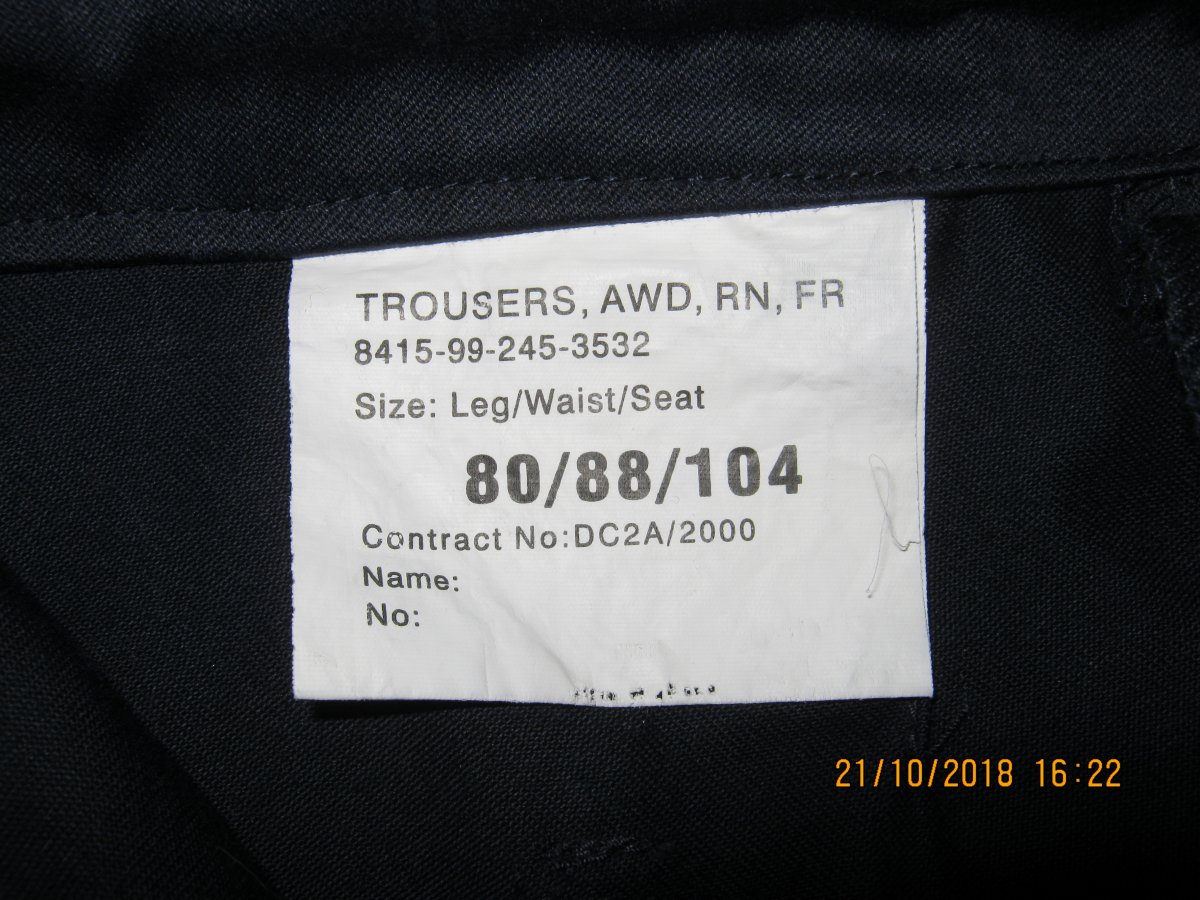 TROUSERS, AWD, RN, FR
8415-99-245-3532
Size: Leg/Waist/Seat
80/88/104
Contract No:DC2A/2000
Name:
No:
21/10/2018 16:22